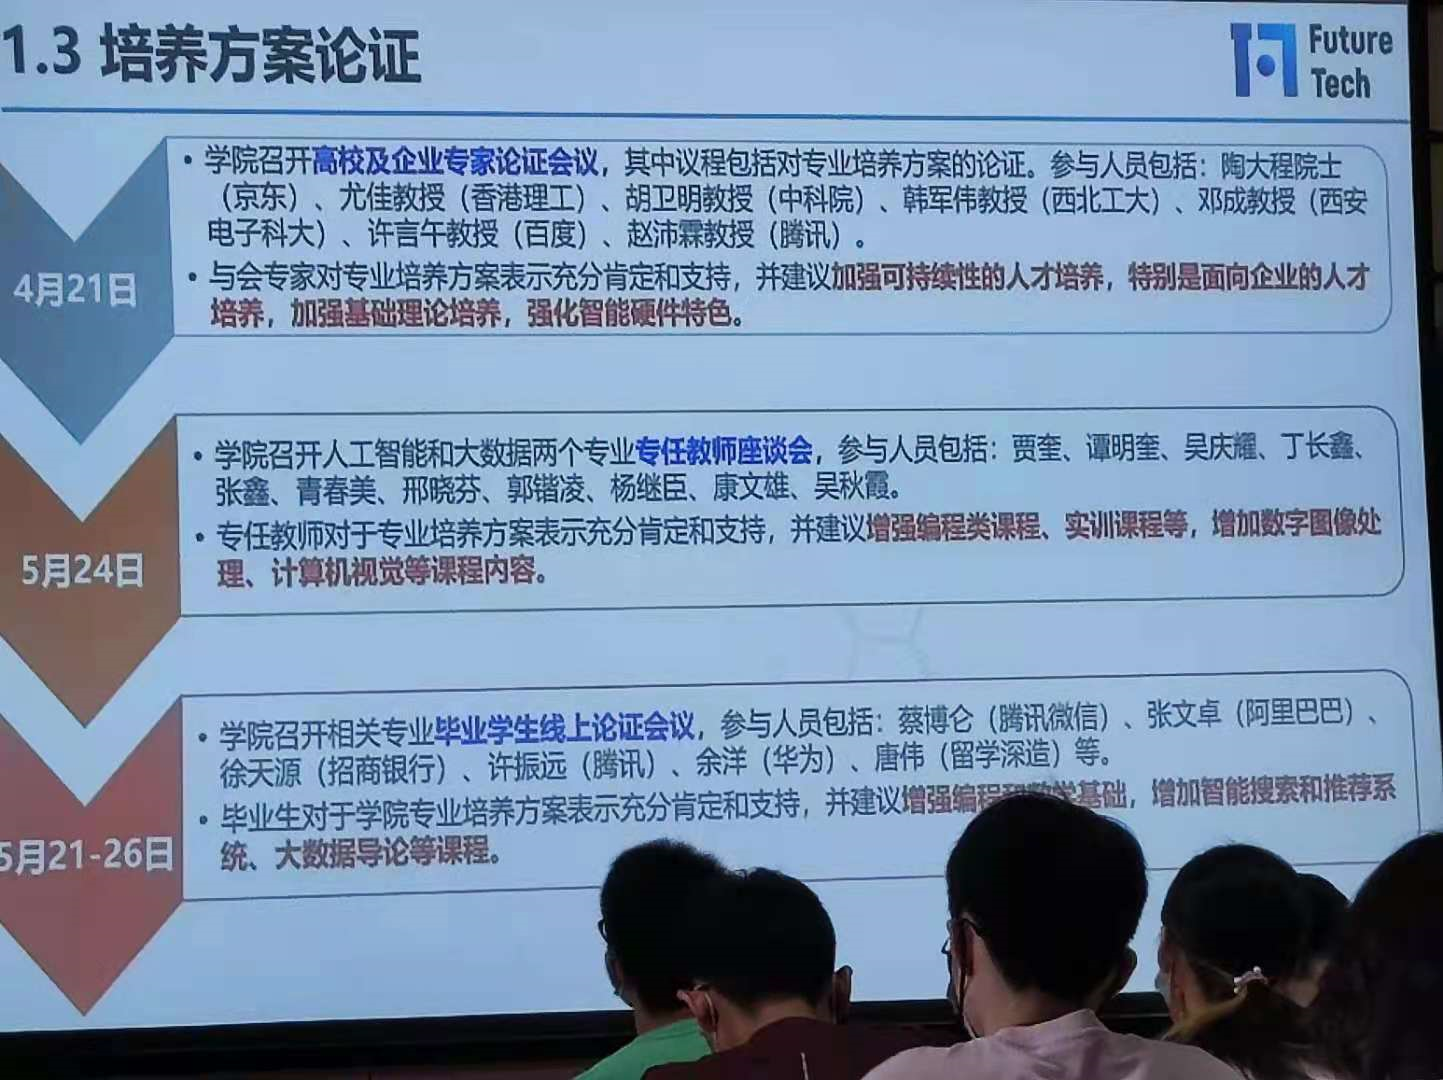 1.3 培养方案论证
Future
Tech
4月21日
• 学院召开高校及企业专家论证会议，其中议程包括对专业培养方案的论证。参与人员包括：陶大程院士
（京东）、尤佳教授（香港理工）、胡卫明教授（中科院）、韩军伟教授（西北工大）、邓成教授（西安
电子科大）、许言午教授（百度）、赵沛霖教授（腾讯）。
• 与会专家对专业培养方案表示充分肯定和支持，并建议加强可持续性的人才培养，特别是面向企业的人才
培养，加强基础理论培养，强化智能硬件特色。
5月24日
• 学院召开人工智能和大数据两个专业专任教师座谈会，参与人员包括：贾奎、谭明奎、吴庆耀、丁长鑫、
张鑫、青春美、邢晓芬、郭锴凌、杨继臣、康文雄、吴秋霞。
• 专任教师对于专业培养方案表示充分肯定和支持，并建议增强编程类课程、实训课程等，增加数字图像处
理、计算机视觉等课程内容。
5月21-26日
• 学院召开相关专业毕业学生线上论证会议，参与人员包括：蔡博仑（腾讯微信）、张文卓（阿里巴巴）、
徐天源（招商银行）、许振远（腾讯）、余洋（华为）、唐伟（留学深造）等。
• 毕业生对于学院专业培养方案表示充分肯定和支持，并建议增强编程和数学基础，增加智能搜索和推荐系
统、大数据导论等课程。